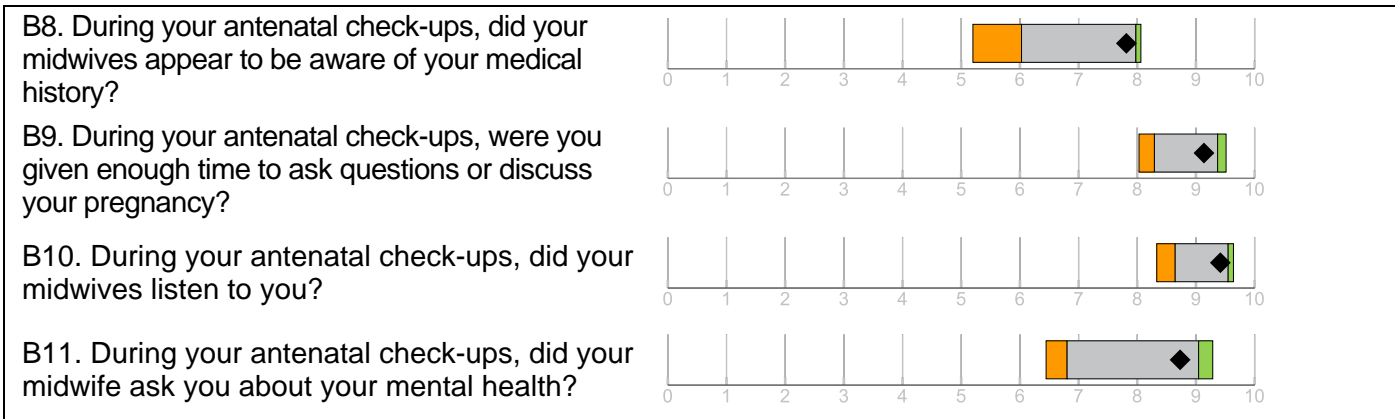 B8. During your antenatal check-ups, did your
midwives appear to be aware of your medical
history?
0 1 2 3 4 5 6 7 8 9 10
B9. During your antenatal check-ups, were you
given enough time to ask questions or discuss
your pregnancy?
0 1 2 3 4 5 6 7 8 9 10
B10. During your antenatal check-ups, did your
midwives listen to you?
0 1 2 3 4 5 6 7 8 9 10
B11. During your antenatal check-ups, did your
midwife ask you about your mental health?
0 1 2 3 4 5 6 7 8 9 10